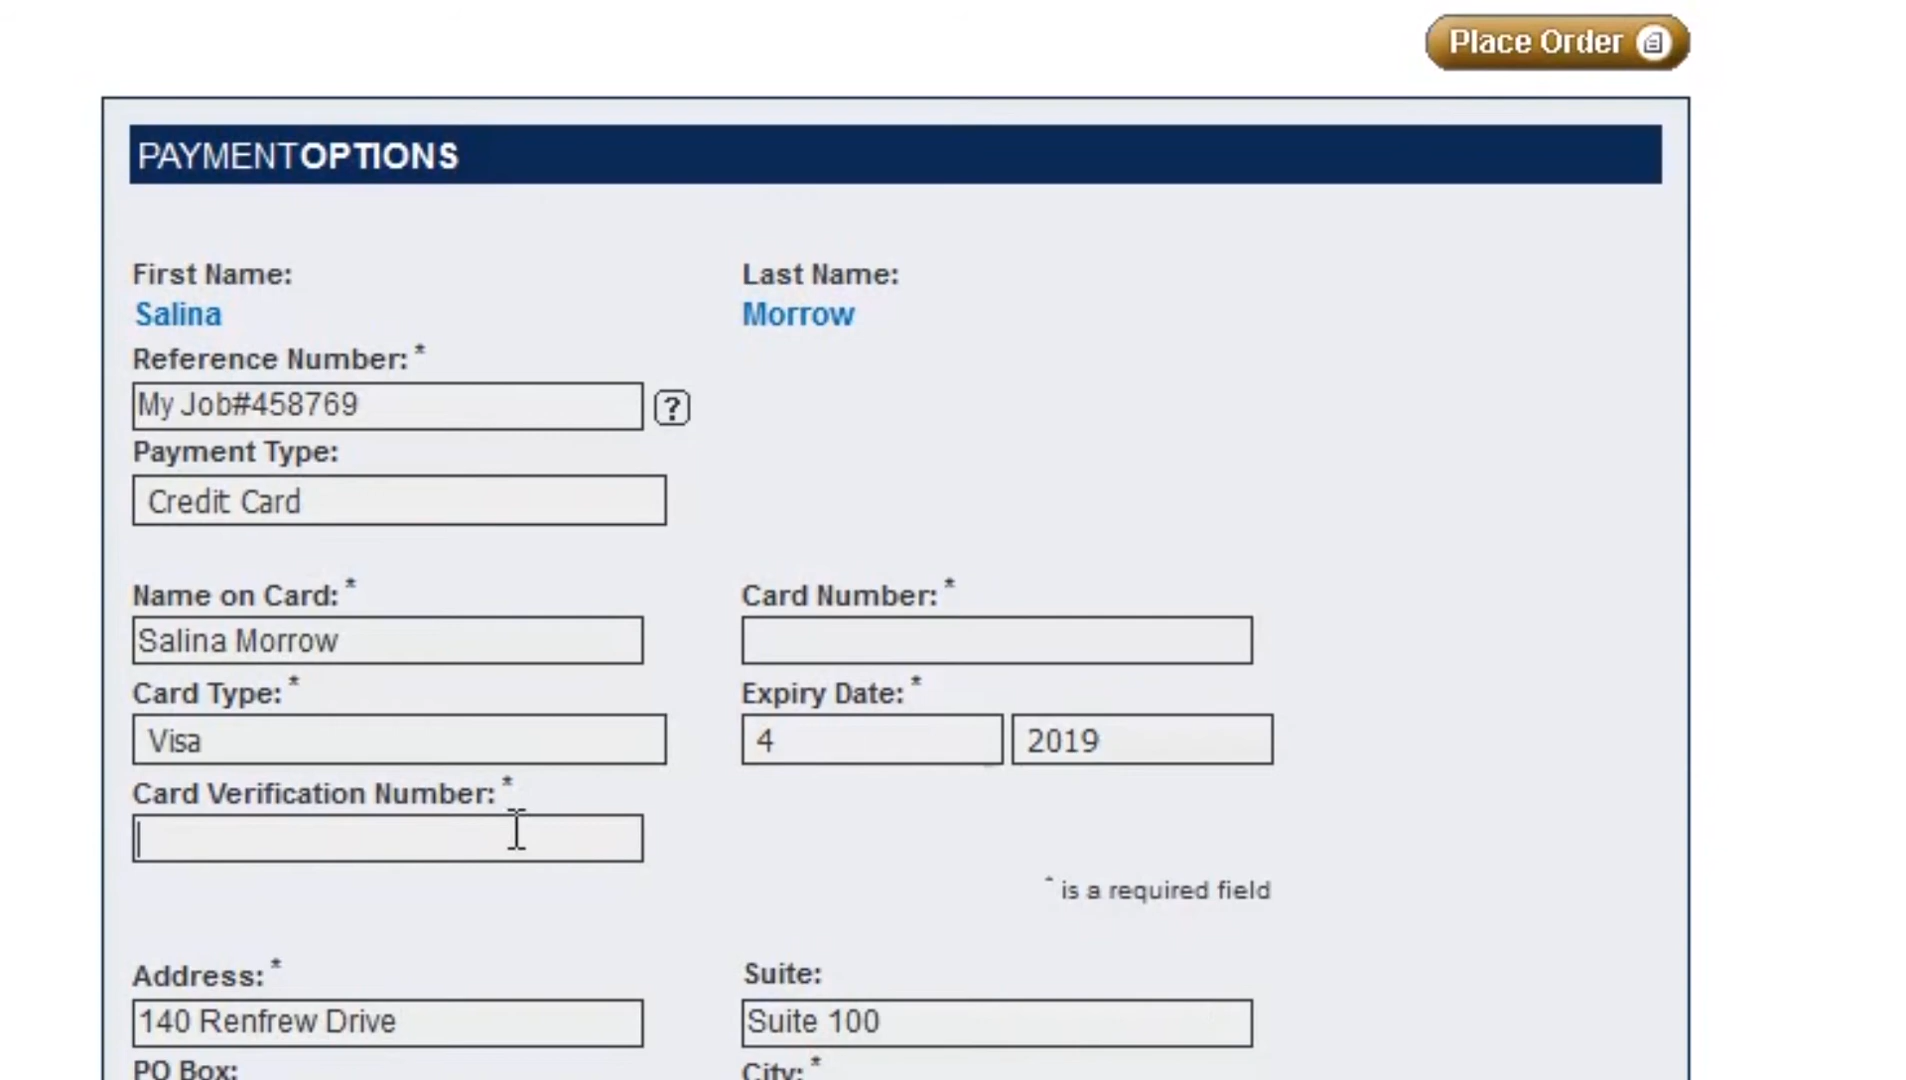 Place Order
PAYMENTOPTIONS
First Name: Last Name:
Salina Morrow
Reference Number: *
My Job#458769 ?
Payment Type:
Credit Card
Name on Card: * Card Number: *
Salina Morrow
Card Type: * Expiry Date: *
Visa 4 2019
Card Verification Number: *
* is a required field
Address: * Suite:
140 Renfrew Drive Suite 100
PO Box: City: *